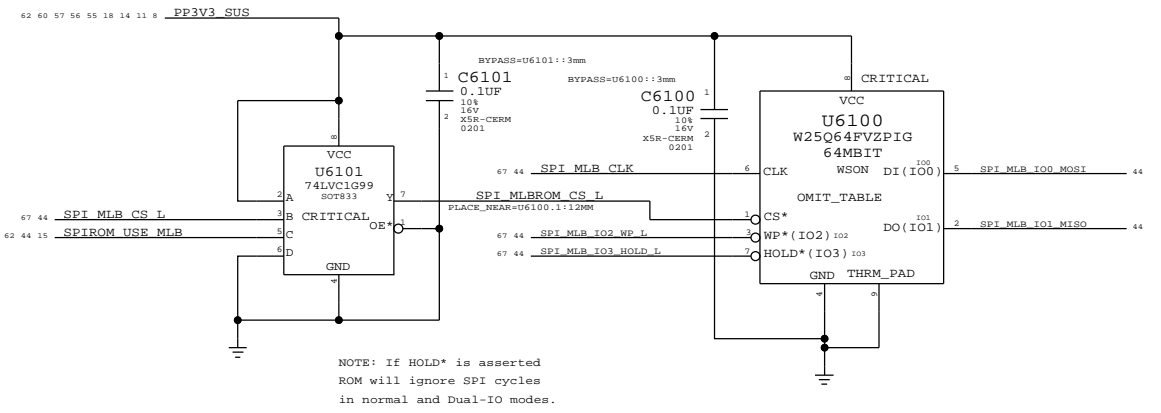 62 60 57 56 55 18 14 11 8 PP3V3_SUS
BYPASS=U6101::3mm
1
C6101
0.1UF
10%
16V
X5R-CERM
0201
2
BYPASS=U6100::3mm
1
C6100
0.1UF
10%
16V
X5R-CERM
0201
2
8
CRITICAL
VCC
U6100
W25Q64FVZPIG
64MBIT
WSON
OMIT_TABLE
6 CLK
1 CS*
3 WP*(IO2) IO2
7 HOLD*(IO3) IO3
IO0
DI(IO0) 5 SPI_MLB_IO0_MOSI 44
IO1
DO(IO1) 2 SPI_MLB_IO1_MISO 44
GND THRM_PAD
4 9
8
VCC
U6101
74LVC1G99
SOT833
2 A Y 7
3 B CRITICAL
OE* 1
5 C
6 D
GND
4
67 44 SPI_MLB_CS_L
62 44 15 SPIROM_USE_MLB
67 44 SPI_MLB_CLK
SPI_MLBROM_CS_L
PLACE_NEAR=U6100.1:12MM
67 44 SPI_MLB_IO2_WP_L
67 44 SPI_MLB_IO3_HOLD_L
NOTE: If HOLD* is asserted
ROM will ignore SPI cycles
in normal and Dual-IO modes.